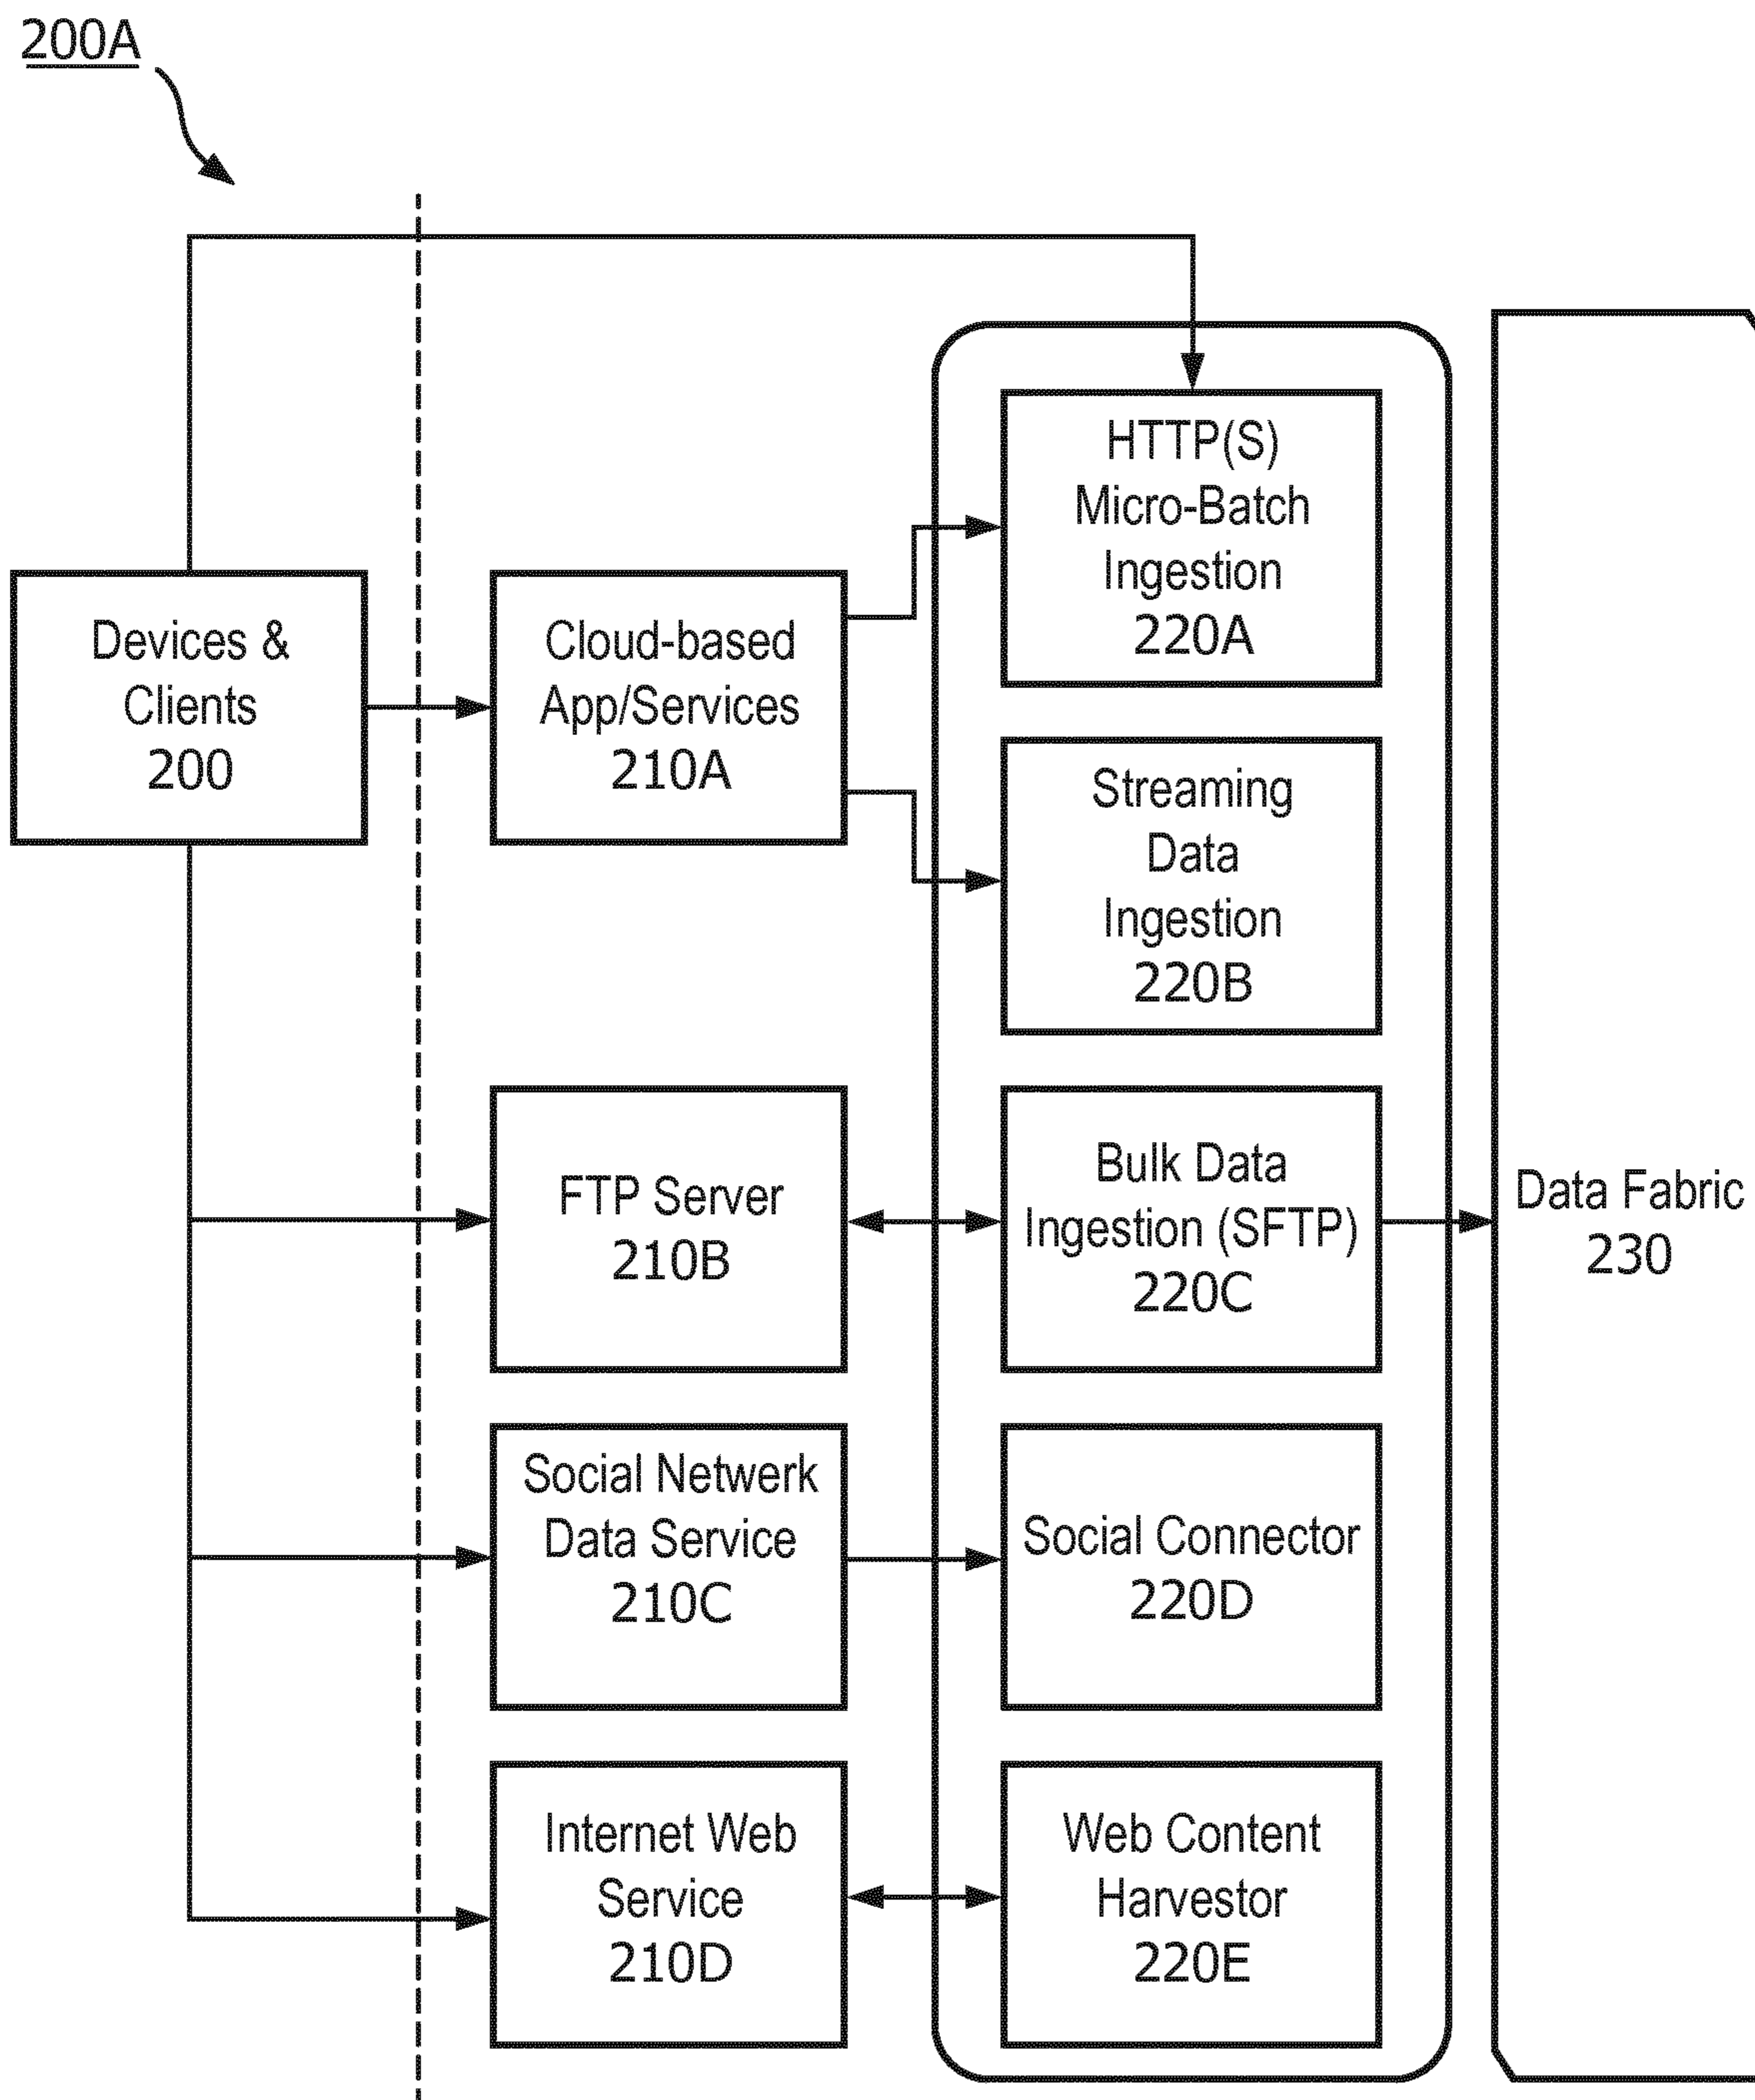 200A
Devices &
Clients
200
Cloud-based
App/Services
210A
FTP Server
210B
Social Netwerk
Data Service
210C
Internet Web
Service
210D
HTTP(S)
Micro-Batch
Ingestion
220A
Streaming
Data
Ingestion
220B
Bulk Data
Ingestion (SFTP)
220C
Social Connector
220D
Web Content
Harvestor
220E
Data Fabric
230